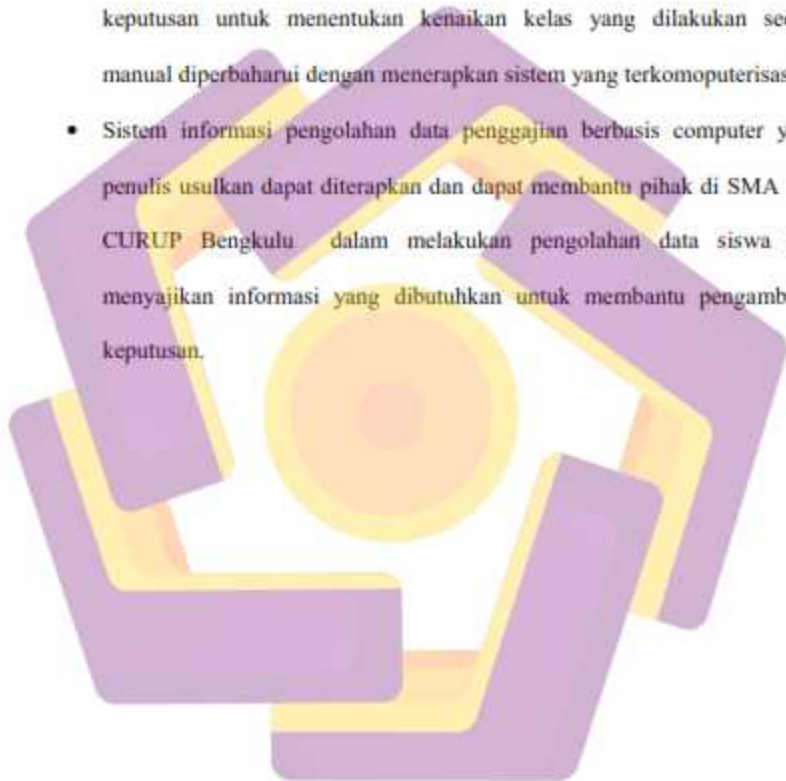 keputusan untuk menentukan kenaikan kelas yang dilakukan
manual diperbaharui dengan menerapkan sistem yang terkomoputerisas
• Sistem informasi pengolahan data penggajian berbasis computer
penulis usulkan dapat diterapkan dan dapat membantu pihak di SMA
CURUP Bengkulu dalam melakukan pengolahan data siswa
menyajikan informasi yang dibutuhkan untuk membantu
keputusan.